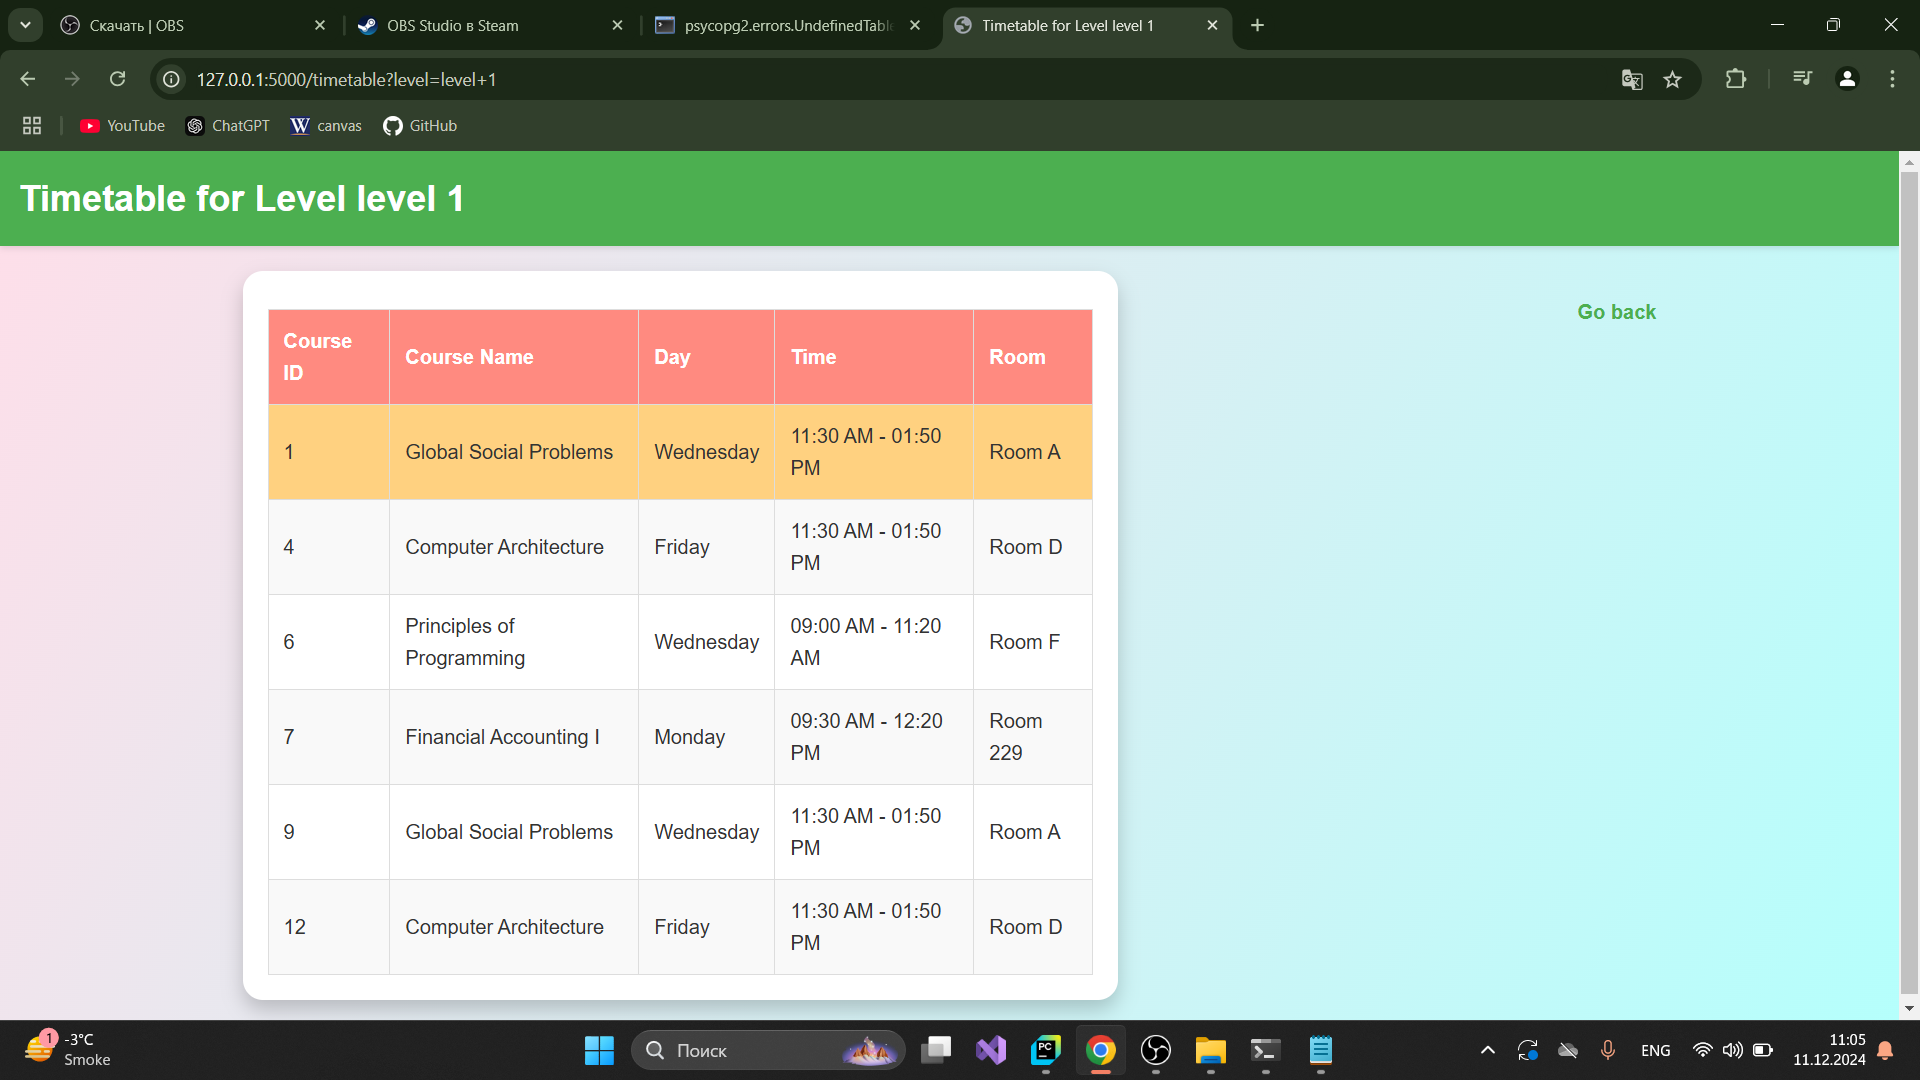 Скачать | OBS
OBS Studio в Steam
psycopg2.errors.UndefinedTabl
Timetable for Level level 1
127.0.0.1:5000/timetable?level=level+1
YouTube
ChatGPT
canvas
GitHub
Timetable for Level level 1
Go back
Course ID
Course Name
Day
Time
Room
1
Global Social Problems
Wednesday
11:30 AM - 01:50 PM
Room A
4
Computer Architecture
Friday
11:30 AM - 01:50 PM
Room D
6
Principles of Programming
Wednesday
09:00 AM - 11:20 AM
Room F
7
Financial Accounting I
Monday
09:30 AM - 12:20 PM
Room 229
9
Global Social Problems
Wednesday
11:30 AM - 01:50 PM
Room A
12
Computer Architecture
Friday
11:30 AM - 01:50 PM
Room D
1
-3°C
Smoke
Поиск
PC
ENG
11:05
11.12.2024